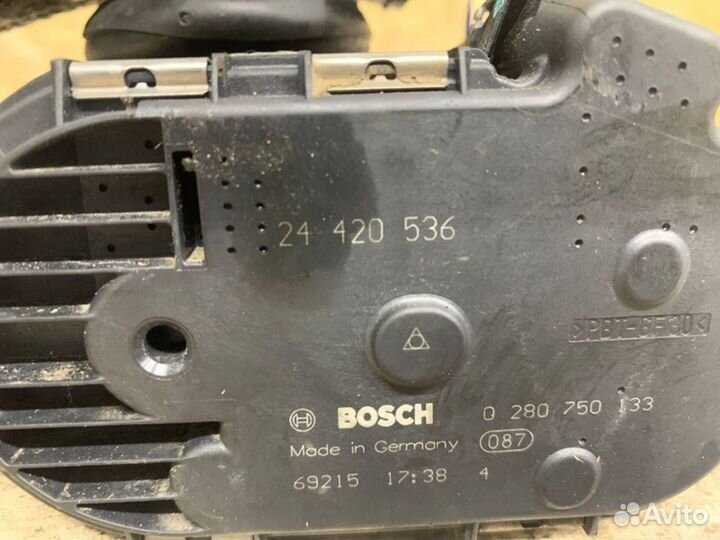 24 420 536
>PBT-GF30<
BOSCH 0 280 750 133
Made in Germany 087
69215 17:38 4
Avito